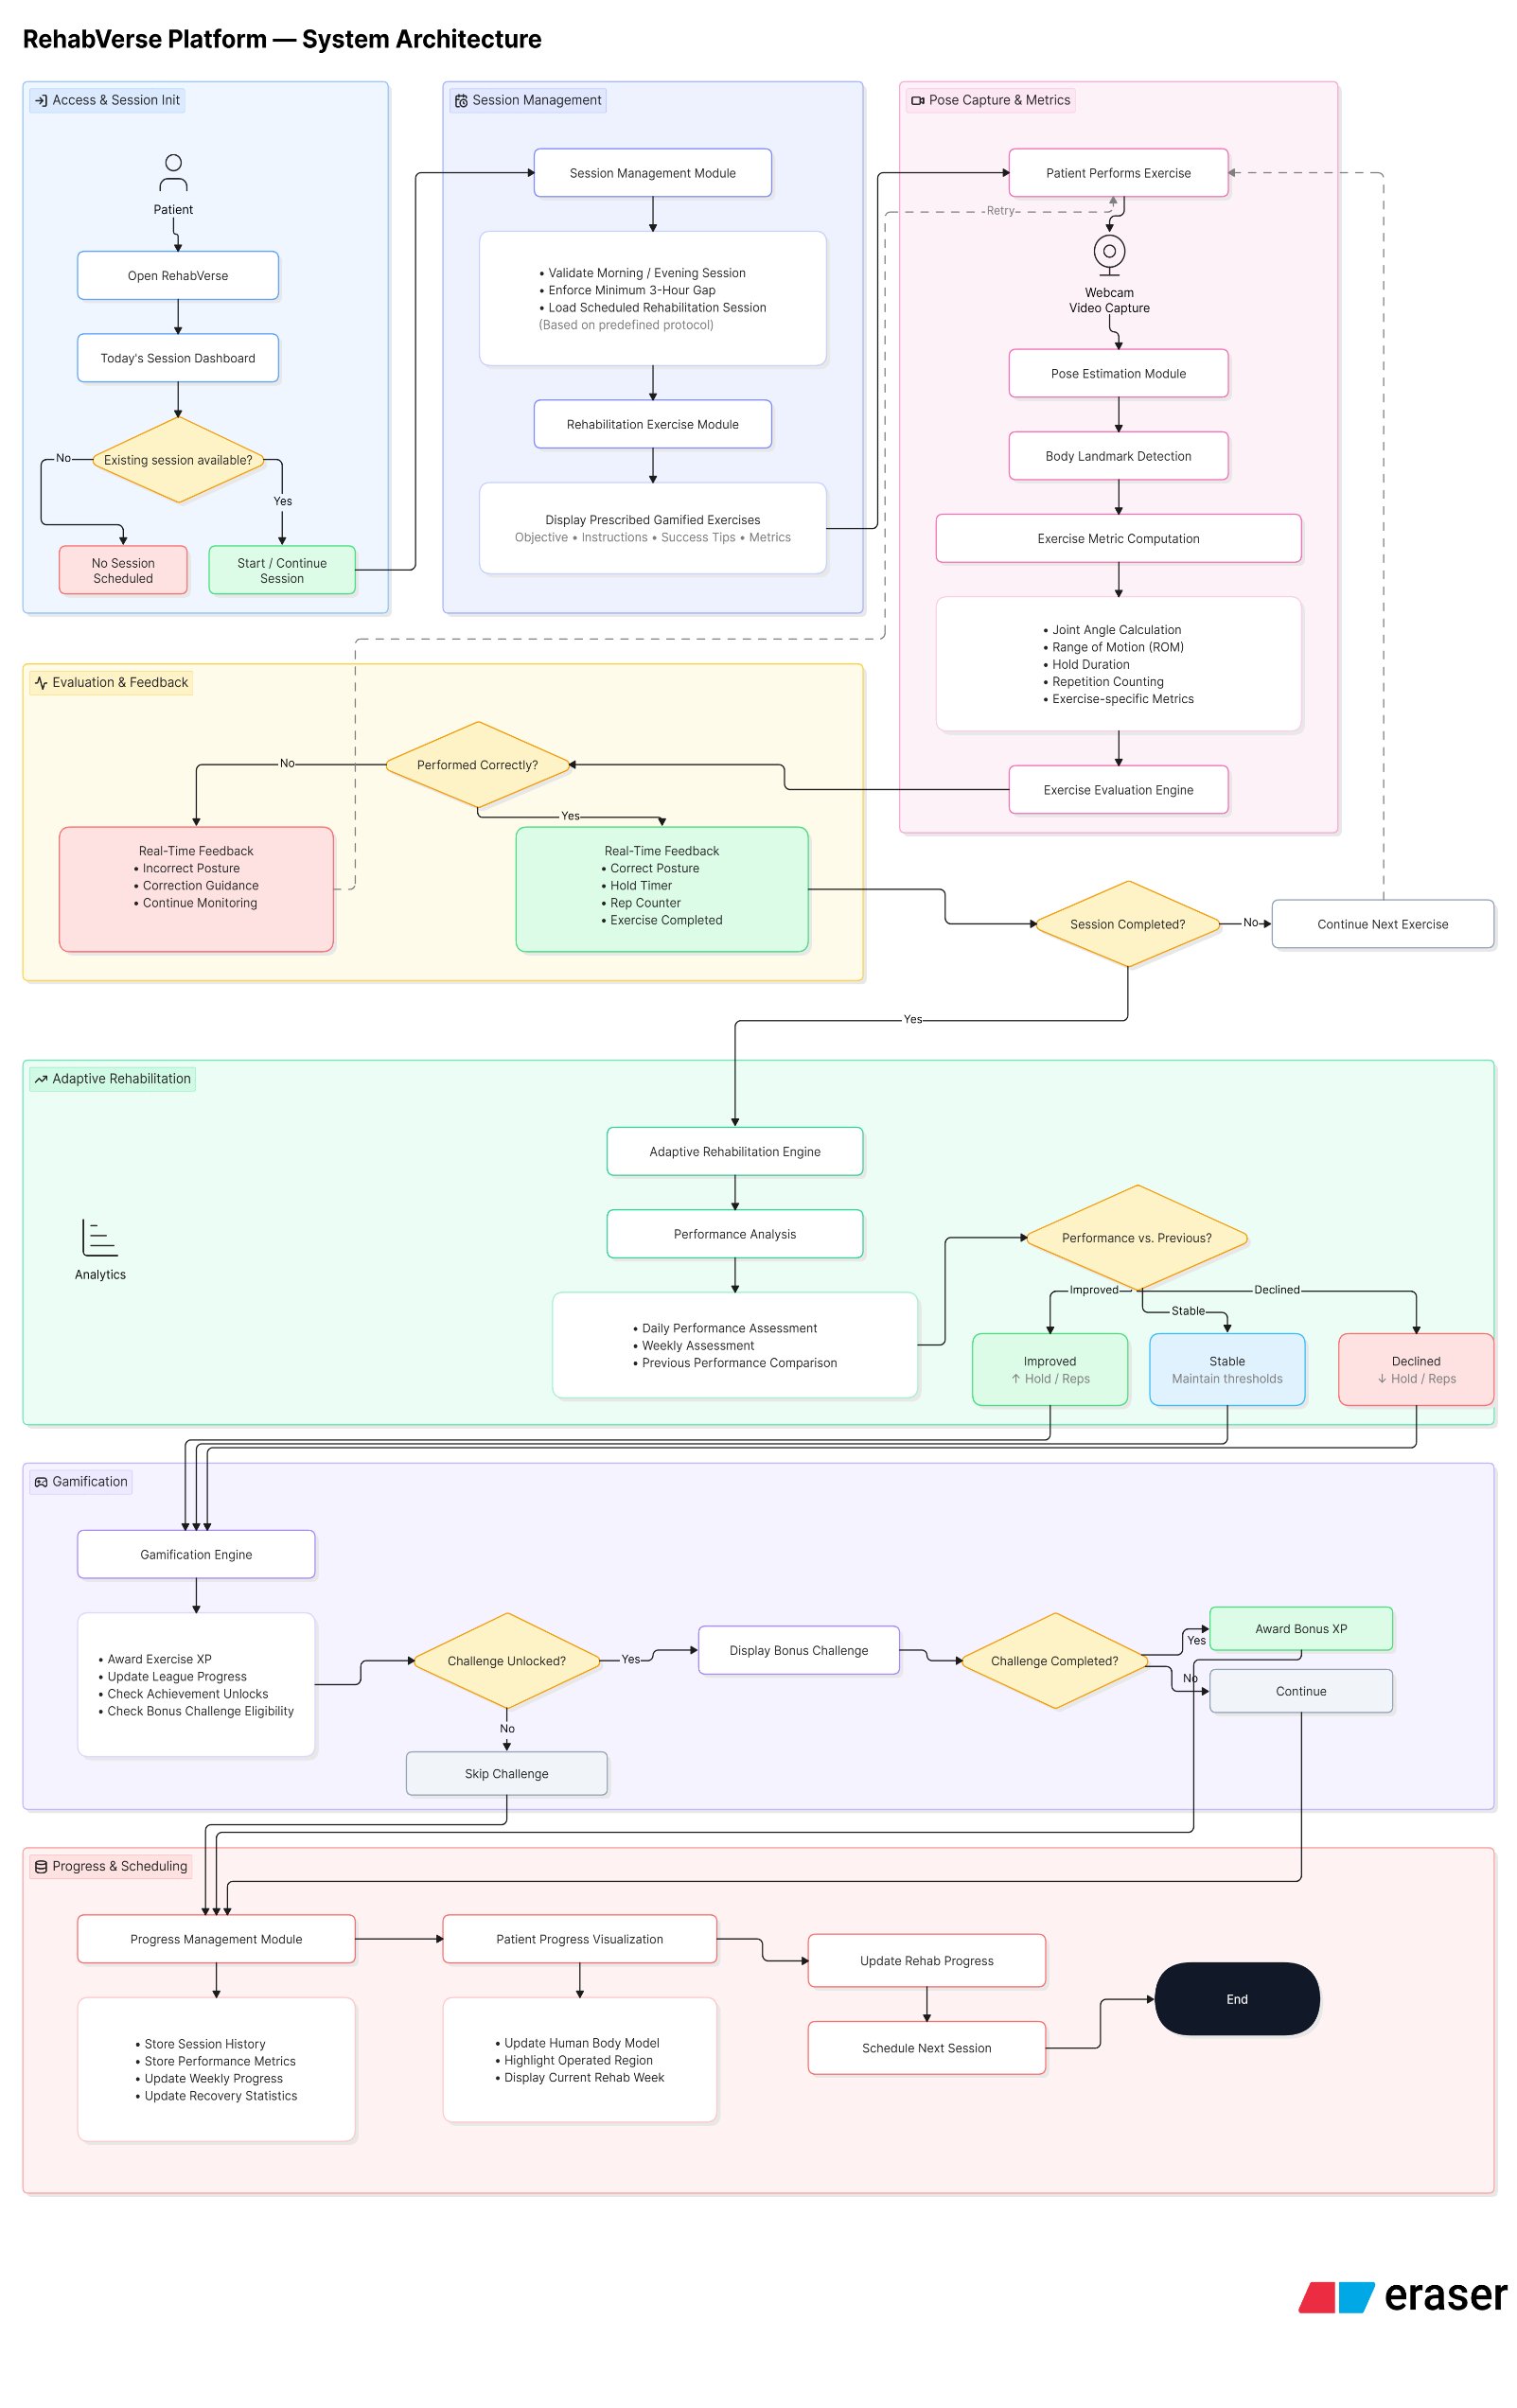 RehabVerse Platform — System Architecture
Access & Session Init
Patient
Open RehabVerse
Today's Session Dashboard
Existing session available?
No
Yes
No Session
Scheduled
Start / Continue
Session
Session Management
Session Management Module
• Validate Morning / Evening Session
• Enforce Minimum 3-Hour Gap
• Load Scheduled Rehabilitation Session
(Based on predefined protocol)
Rehabilitation Exercise Module
Display Prescribed Gamified Exercises
Objective • Instructions • Success Tips • Metrics
Pose Capture & Metrics
Patient Performs Exercise
Retry
Webcam
Video Capture
Pose Estimation Module
Body Landmark Detection
Exercise Metric Computation
• Joint Angle Calculation
• Range of Motion (ROM)
• Hold Duration
• Repetition Counting
• Exercise-specific Metrics
Exercise Evaluation Engine
Evaluation & Feedback
Performed Correctly?
No
Yes
Real-Time Feedback
• Incorrect Posture
• Correction Guidance
• Continue Monitoring
Real-Time Feedback
• Correct Posture
• Hold Timer
• Rep Counter
• Exercise Completed
Session Completed?
No
Continue Next Exercise
Yes
Adaptive Rehabilitation
Analytics
Adaptive Rehabilitation Engine
Performance Analysis
• Daily Performance Assessment
• Weekly Assessment
• Previous Performance Comparison
Performance vs. Previous?
Improved
Stable
Declined
Improved
↑ Hold / Reps
Stable
Maintain thresholds
Declined
↓ Hold / Reps
Gamification
Gamification Engine
• Award Exercise XP
• Update League Progress
• Check Achievement Unlocks
• Check Bonus Challenge Eligibility
Challenge Unlocked?
Yes
No
Skip Challenge
Display Bonus Challenge
Challenge Completed?
Yes
No
Award Bonus XP
Continue
Progress & Scheduling
Progress Management Module
• Store Session History
• Store Performance Metrics
• Update Weekly Progress
• Update Recovery Statistics
Patient Progress Visualization
• Update Human Body Model
• Highlight Operated Region
• Display Current Rehab Week
Update Rehab Progress
Schedule Next Session
End
eraser